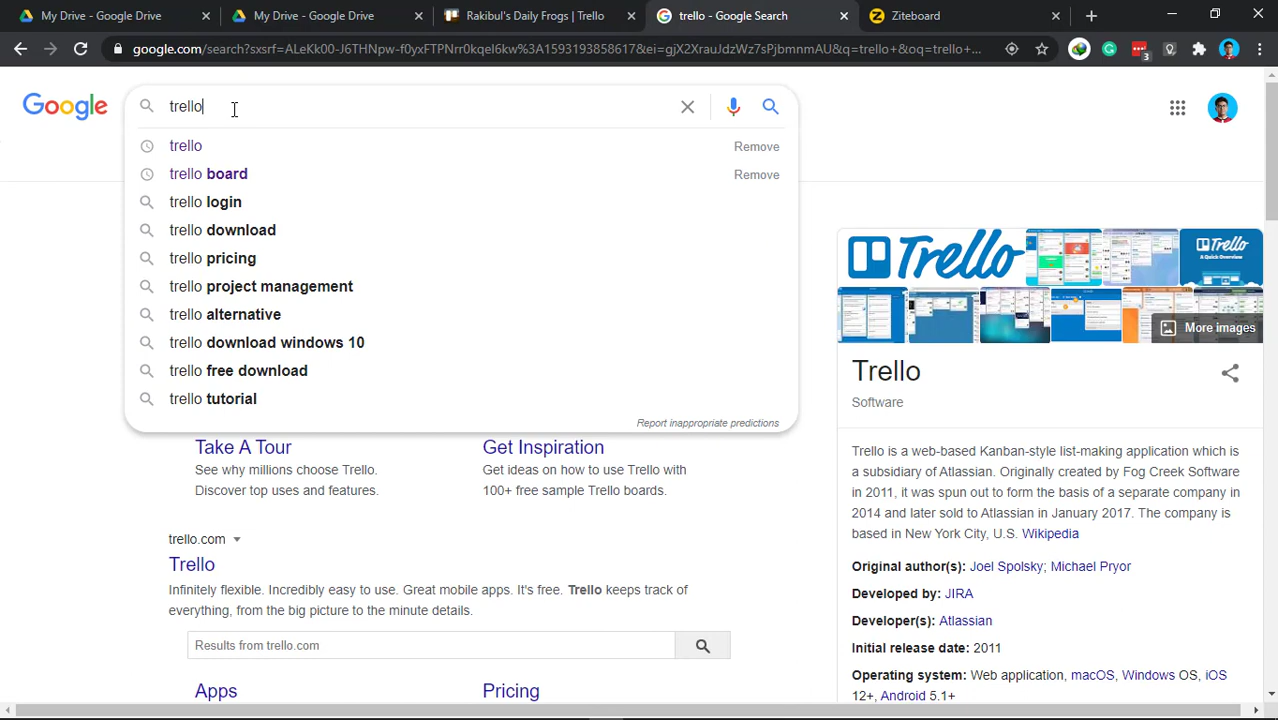 My Drive - Google Drive
My Drive - Google Drive
Rakibul's Daily Frogs | Trello
trello - Google Search
Ziteboard
google.com/search?sxsrf=ALeKk00-J6THNpw-f0yxFTPNrr0kqel6kw%3A1593193858617&ei=gjX2XrauJdzWz7sPjbmnmAU&q=trello+&oq=trello+...
3
Google
trello
trello
Remove
trello board
Remove
trello login
trello download
trello pricing
trello project management
trello alternative
trello download windows 10
trello free download
trello tutorial
Report inappropriate predictions
Take A Tour
See why millions choose Trello.
Discover top uses and features.
Get Inspiration
Get ideas on how to use Trello with
100+ free sample Trello boards.
trello.com
Trello
Infinitely flexible. Incredibly easy to use. Great mobile apps. It's free. Trello keeps track of
everything, from the big picture to the minute details.
Results from trello.com
Apps
Pricing
Trello
Trello
A Quick Overview
More images
Trello
Software
Trello is a web-based Kanban-style list-making application which is
a subsidiary of Atlassian. Originally created by Fog Creek Software
in 2011, it was spun out to form the basis of a separate company in
2014 and later sold to Atlassian in January 2017. The company is
based in New York City, U.S. Wikipedia
Original author(s): Joel Spolsky; Michael Pryor
Developed by: JIRA
Developer(s): Atlassian
Initial release date: 2011
Operating system: Web application, macOS, Windows OS, iOS
12+, Android 5.1+